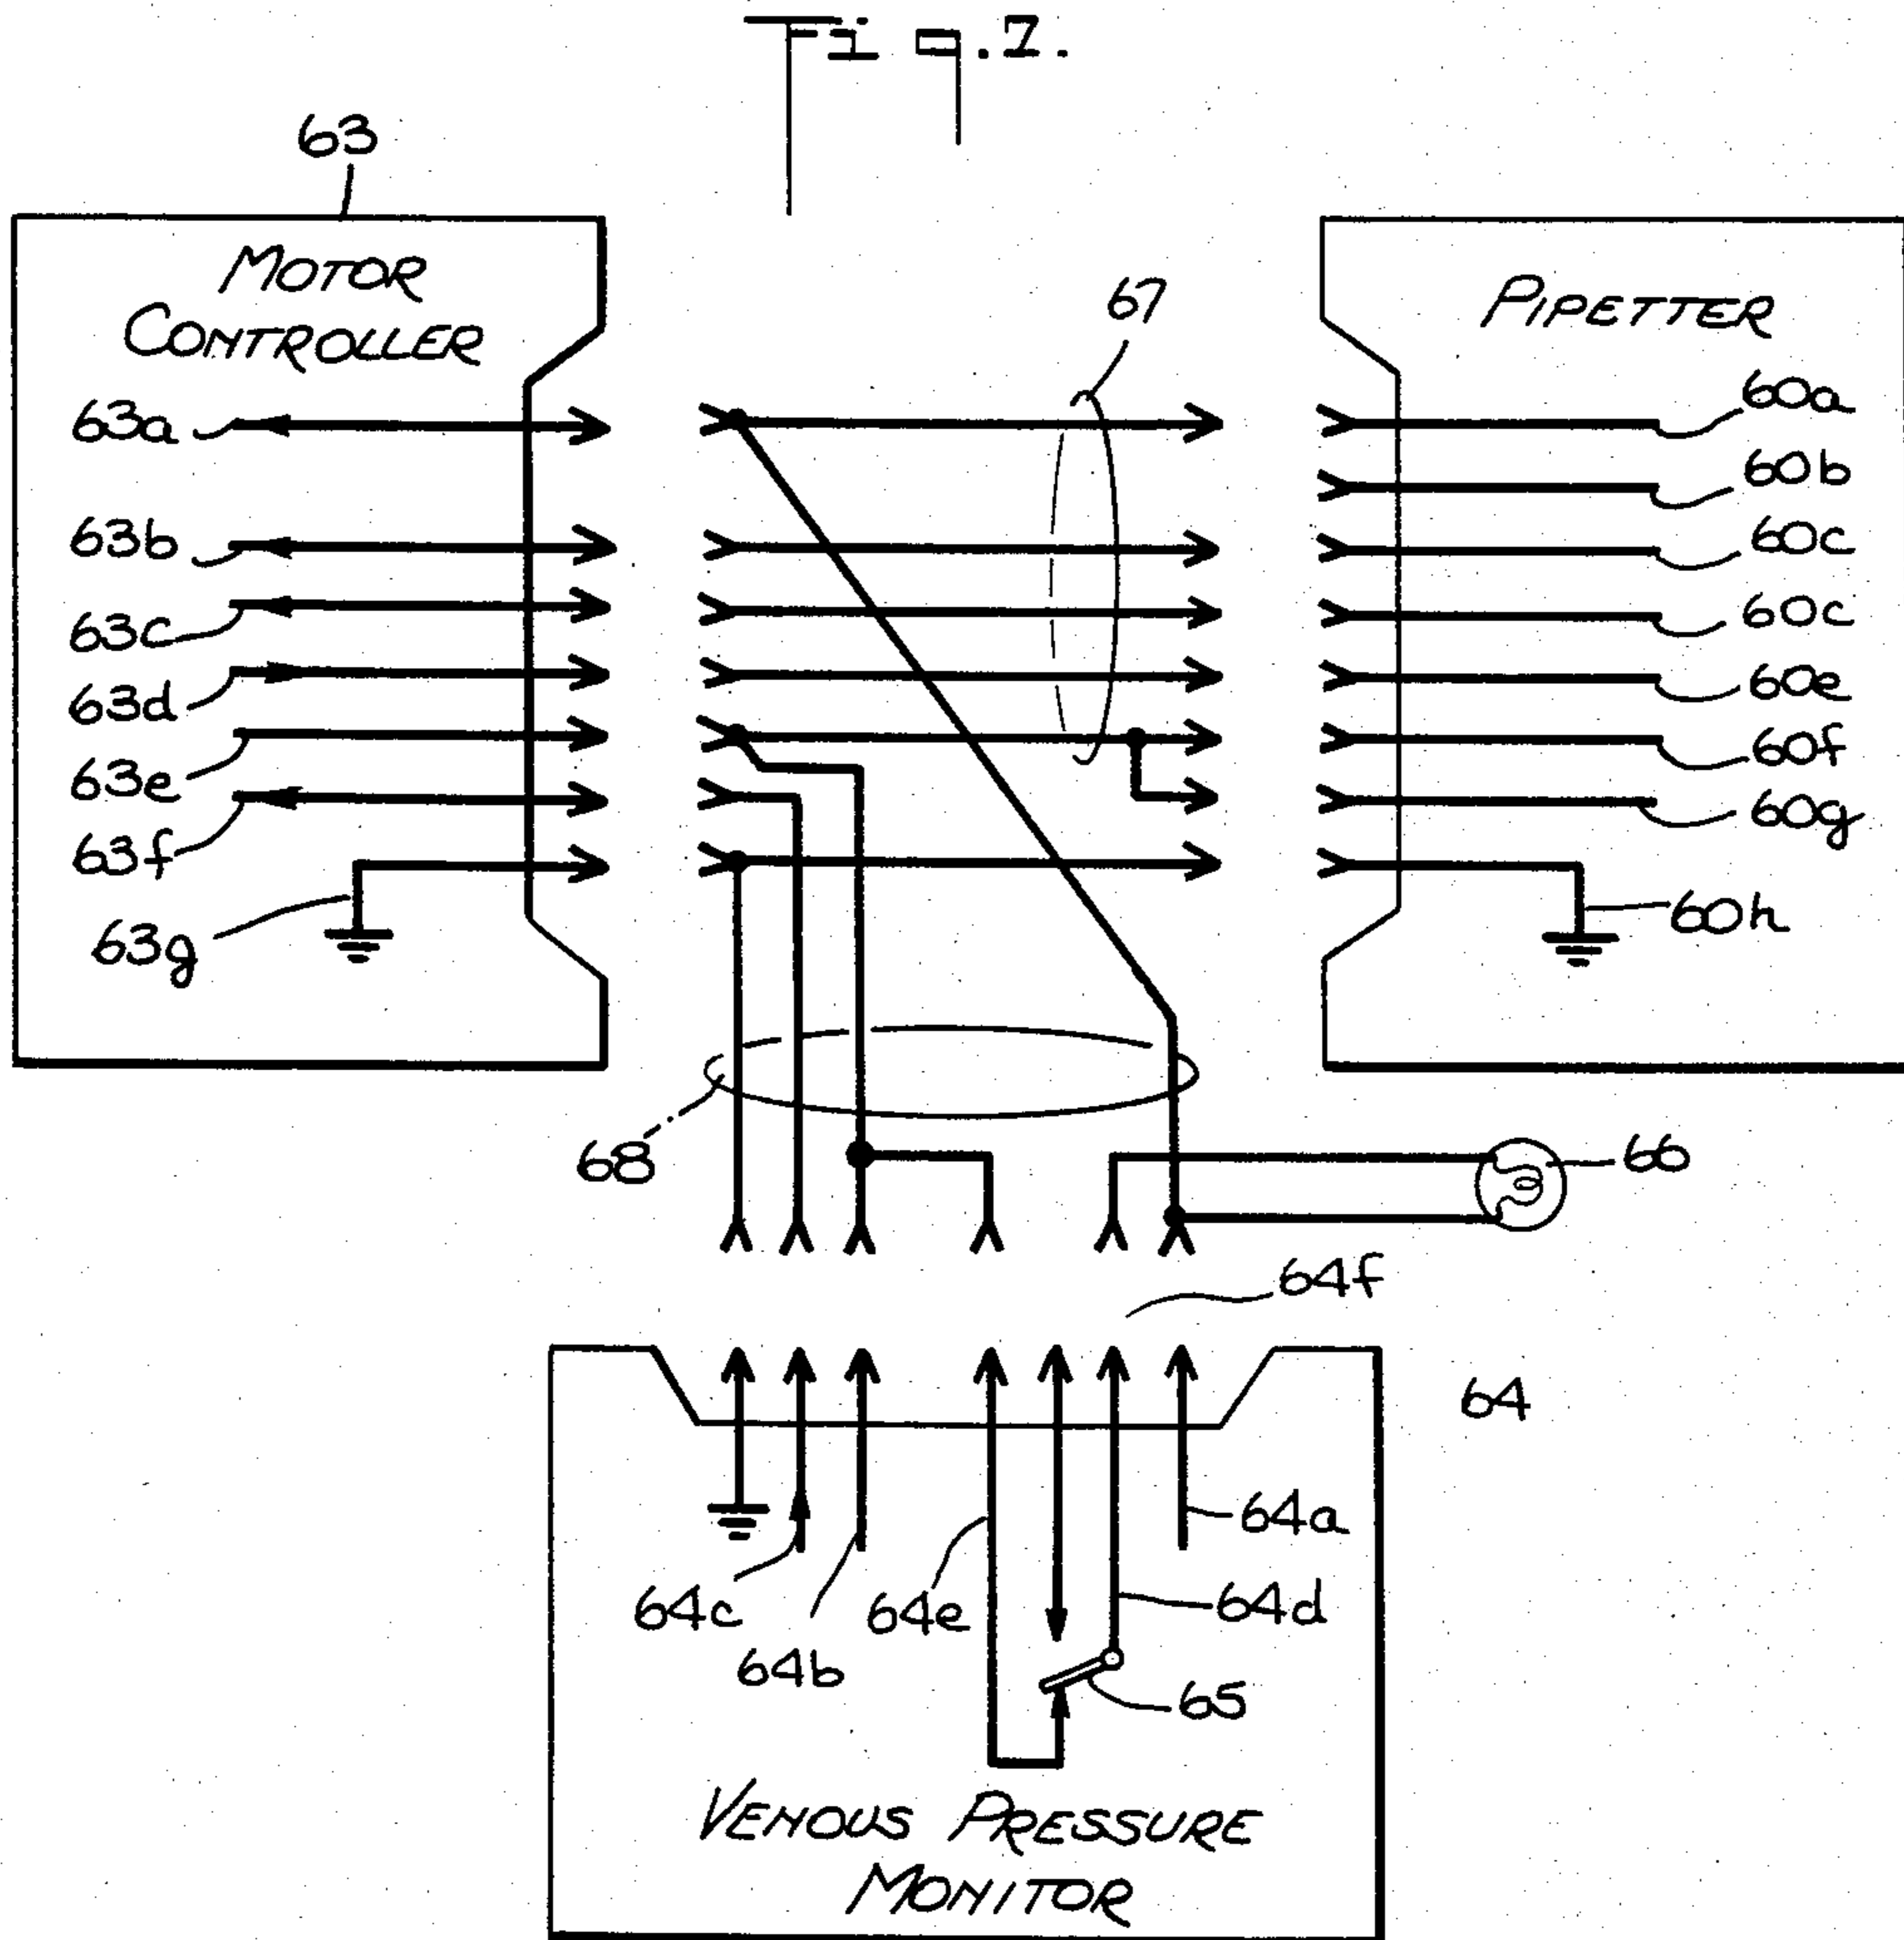 Fig.7.
63
MOTOR
CONTROLLER
63a
63b
63c
63d
63e
63f
63g
67
PIPETTER
60a
60b
60c
60c
60e
60f
60g
60h
68
66
64f
64
64a
64c
64e
64d
64b
65
VENOUS PRESSURE
MONITOR